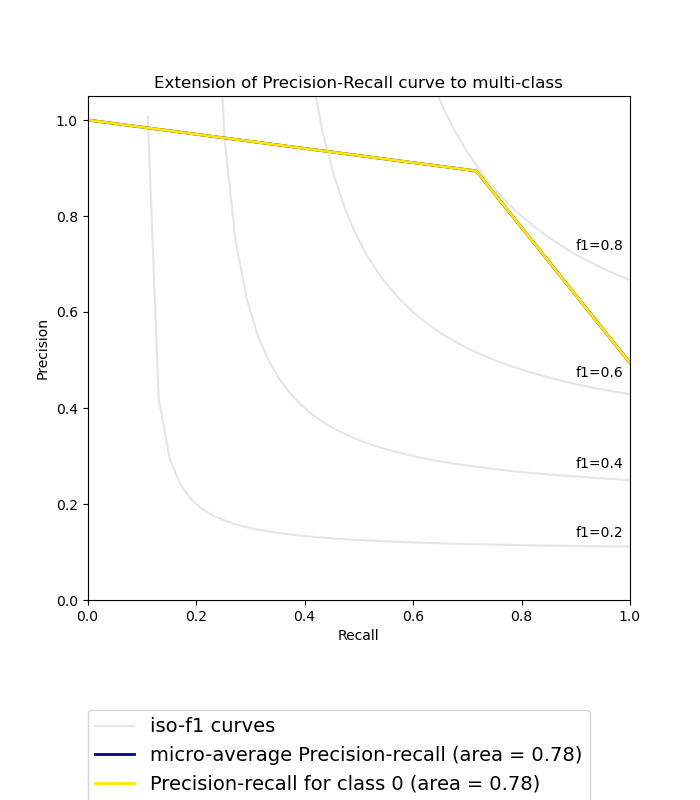 Extension of Precision-Recall curve to multi-class
1.0
0.8
f1=0.8
0.6
Precision
f1=0.6
0.4
f1=0.4
0.2
f1=0.2
0.0
0.0 0.2 0.4 0.6 0.8 1.0
Recall
iso-f1 curves
micro-average Precision-recall (area = 0.78)
Precision-recall for class 0 (area = 0.78)